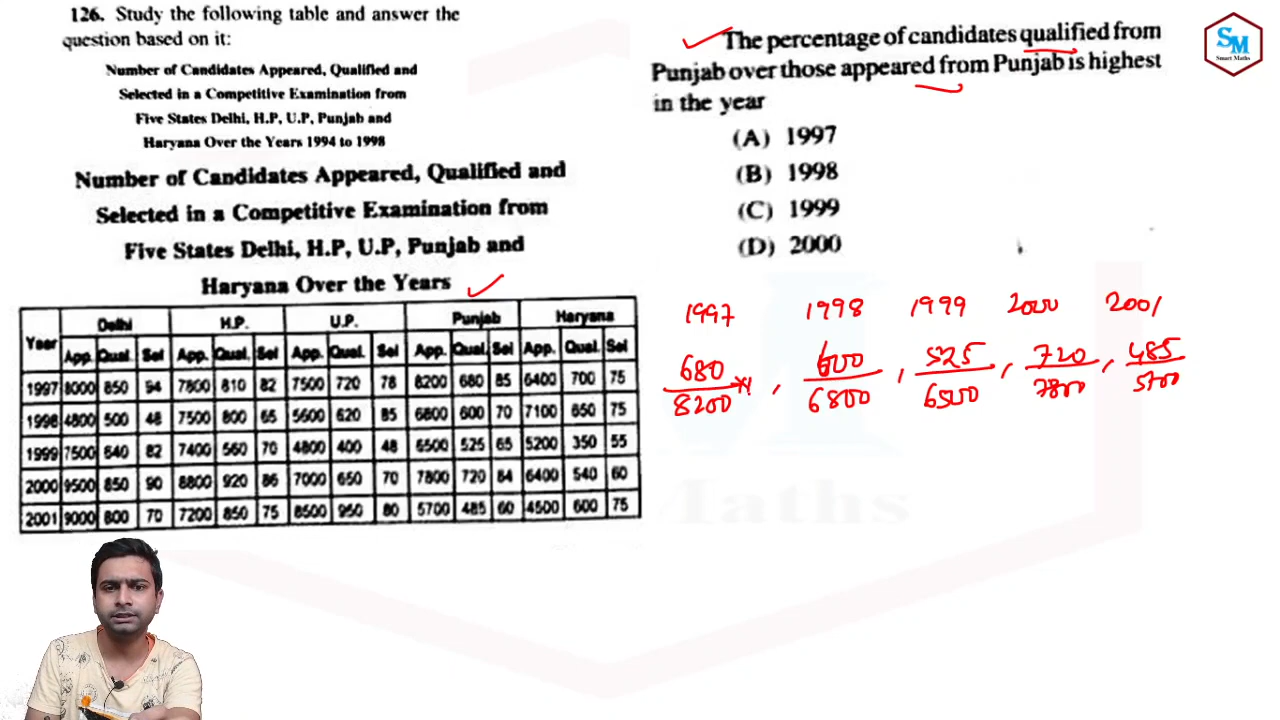 126. Study the following table and answer the
question based on it:
Number of Candidates Appeared, Qualified and
Selected in a Competitive Examination from
Five States Delhi, H.P, U.P, Punjab and
Haryana Over the Years 1994 to 1998
Number of Candidates Appeared, Qualified and
Selected in a Competitive Examination from
Five States Delhi, H.P, U.P, Punjab and
Haryana Over the Years
Year Delhi H.P. U.P. Punjab Haryana
App. Qual. Sel App. Qual. Sel App. Qual. Sel App. Qual. Sel App. Qual. Sel
1997 8000 850 94 7800 810 82 7500 720 78 8200 680 85 6400 700 75
1998 4800 500 48 7500 800 65 5600 620 85 6800 600 70 7100 650 75
1999 7500 640 82 7400 560 70 4800 400 48 6500 525 65 5200 350 55
2000 9500 850 90 8800 920 86 7000 650 70 7800 720 84 6400 540 60
2001 9000 800 70 7200 850 75 8500 950 80 5700 485 60 4500 600 75
The percentage of candidates qualified from
Punjab over those appeared from Punjab is highest
in the year
(A) 1997
(B) 1998
(C) 1999
(D) 2000
SM
Smart Maths
1997 1998 1999 2000 2001
680 , 600 , 525 , 720 , 485
8200 6800 6500 7800 5700
Maths